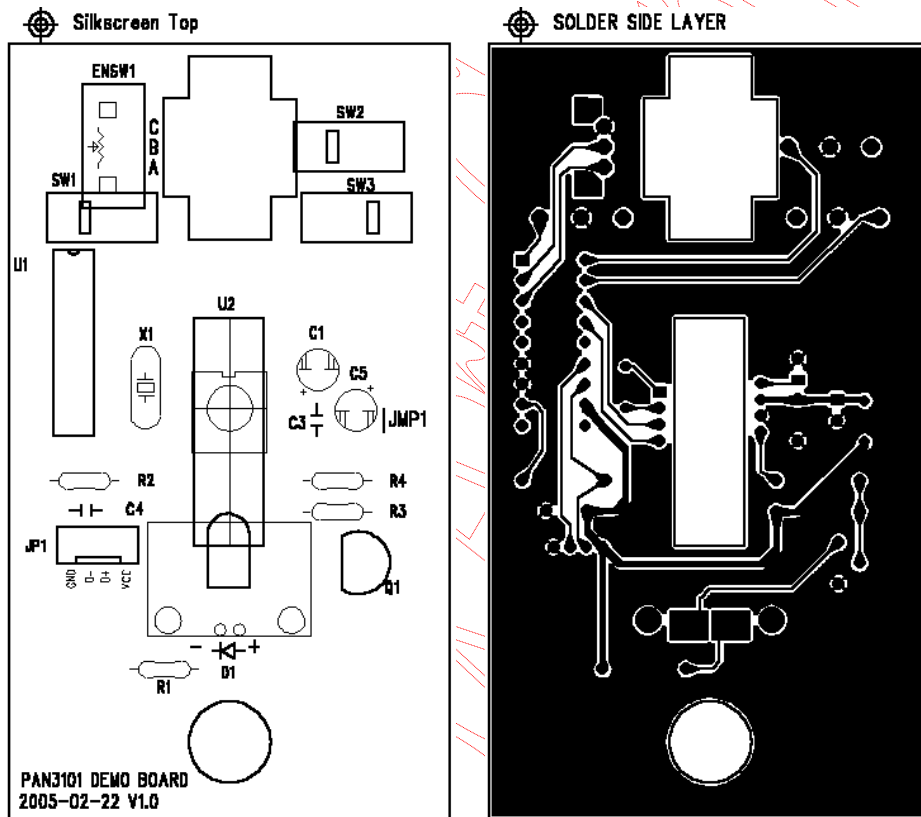 Silkscreen Top
SOLDER SIDE LAYER
ENSW1
C
B
A
SW2
SW1
SW3
U1
U2
X1
C1
C5
C3
JMP1
R2
R4
C4
R3
JP1
GND
D-
D+
VCC
Q1
- +
D1
R1
PAN3101 DEMO BOARD
2005-02-22 V1.0